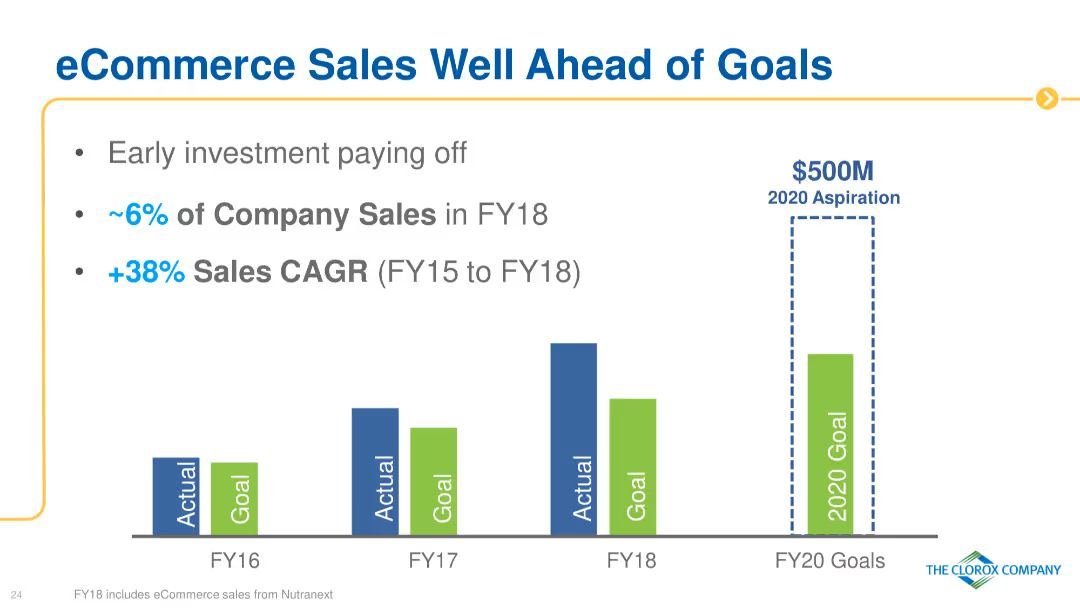 eCommerce Sales Well Ahead of Goals
• Early investment paying off
• ~6% of Company Sales in FY18
• +38% Sales CAGR (FY15 to FY18)
$500M
2020 Aspiration
Actual
Goal
Actual
Goal
Actual
Goal
2020 Goal
FY16
FY17
FY18
FY20 Goals
THE CLOROX COMPANY
24
FY18 includes eCommerce sales from Nutranext